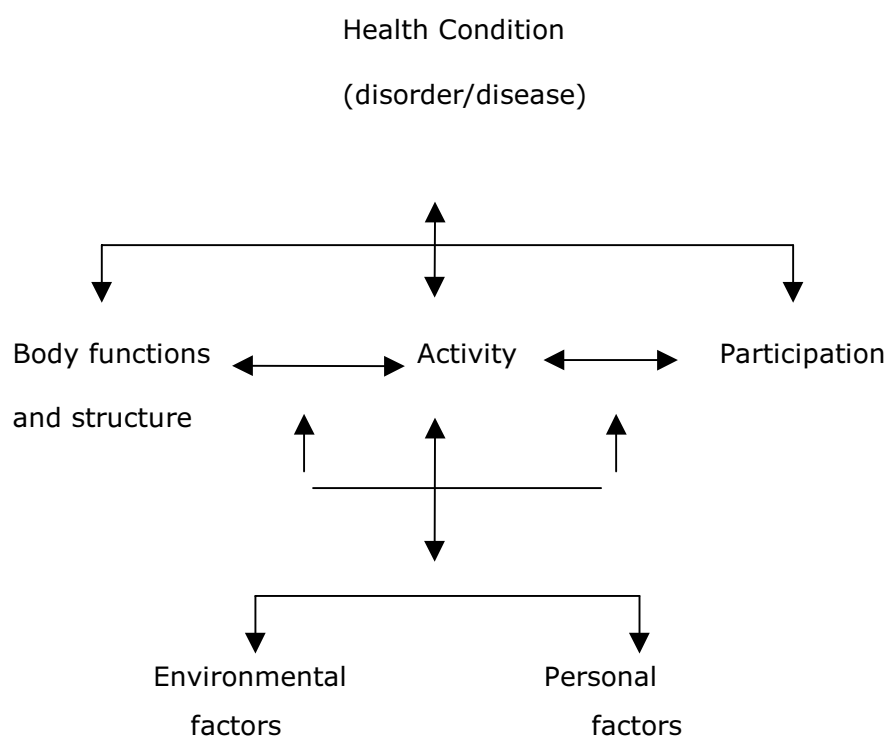 Health Condition
(disorder/disease)
Body functions
and structure
Activity
Participation
Environmental
factors
Personal
factors